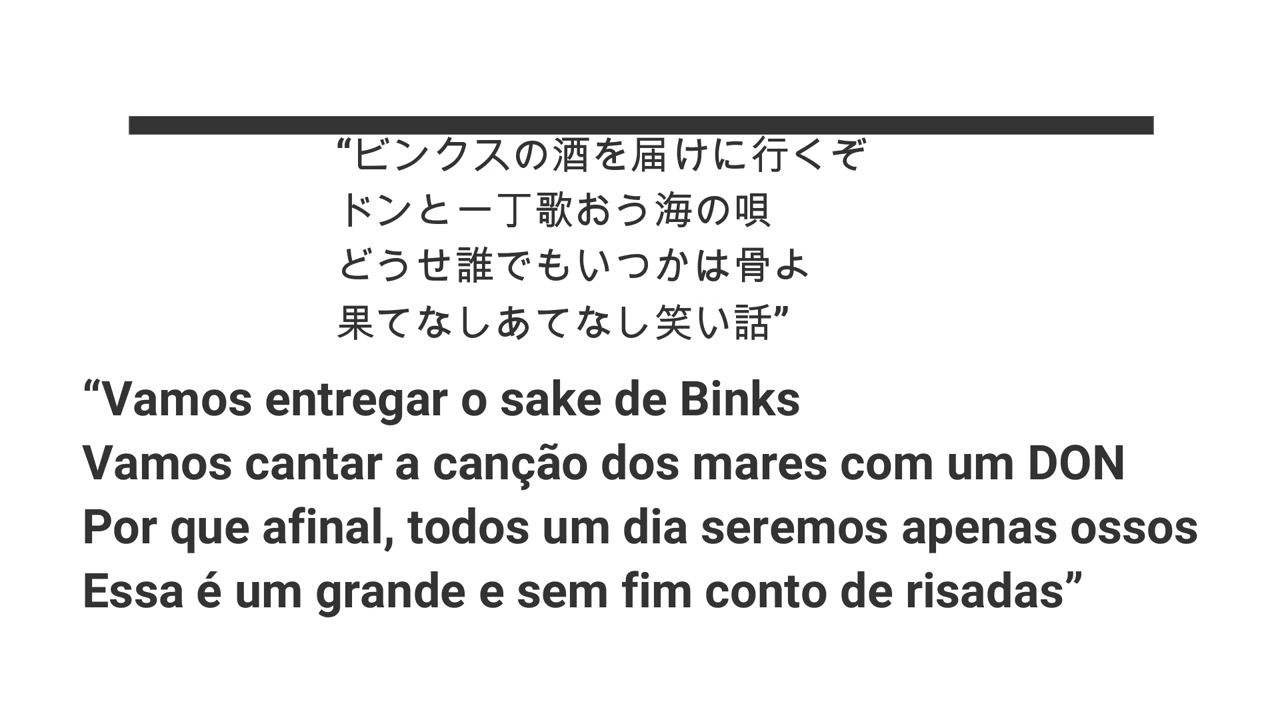 “ビンクスの酒を届けに行くぞ
ドンと一丁歌おう海の唄
どうせ誰でもいつかは骨よ
果てなしあてなし笑い話”
“Vamos entregar o sake de Binks
Vamos cantar a canção dos mares com um DON
Por que afinal, todos um dia seremos apenas ossos
Essa é um grande e sem fim conto de risadas”